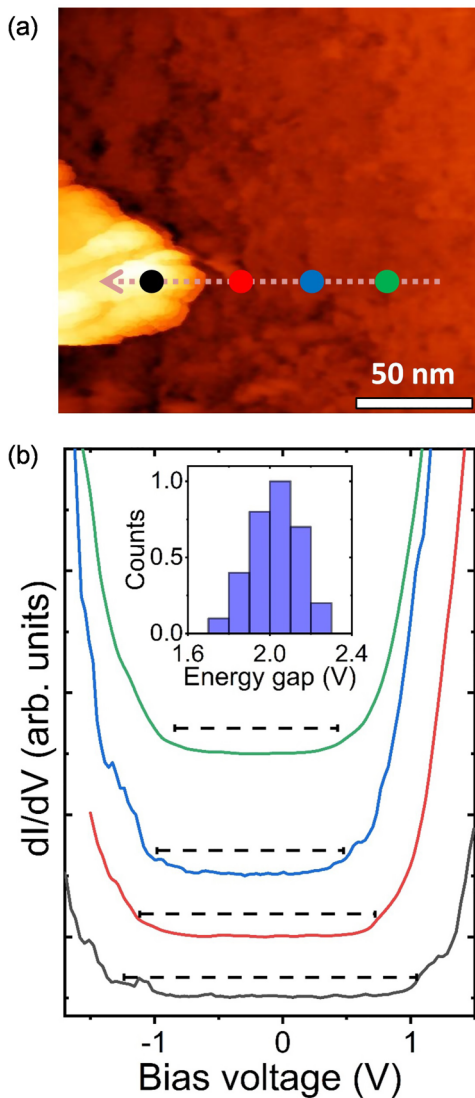 (a)
50 nm
(b)
dI/dV (arb. units)
Counts
1.0
0.5
0.0
1.6 2.0 2.4
Energy gap (V)
-1 0 1
Bias voltage (V)